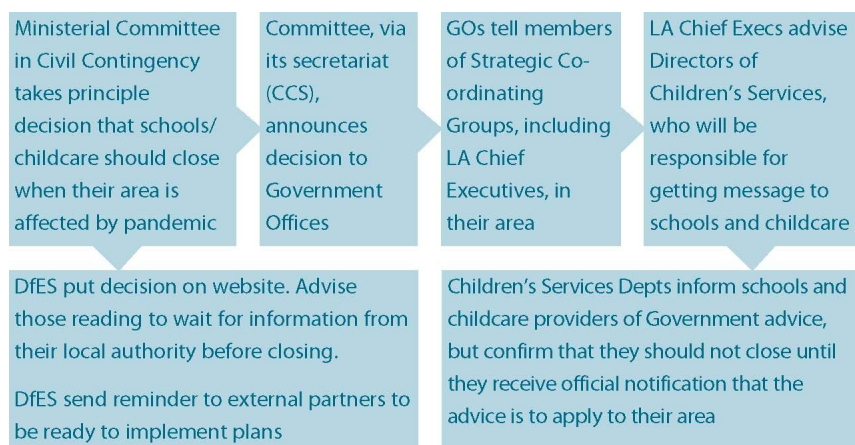 Ministerial Committee
in Civil Contingency
takes principle
decision that schools/
childcare should close
when their area is
affected by pandemic
Committee, via
its secretariat
(CCS),
announces
decision to
Government
Offices
GOs tell members
of Strategic Co-
ordinating
Groups, including
LA Chief
Executives, in
their area
LA Chief Execs advise
Directors of
Children's Services,
who will be
responsible for
getting message to
schools and childcare
DfES put decision on website. Advise
those reading to wait for information from
their local authority before closing.
DfES send reminder to external partners to
be ready to implement plans
Children's Services Depts inform schools and
childcare providers of Government advice,
but confirm that they should not close until
they receive official notification that the
advice is to apply to their area